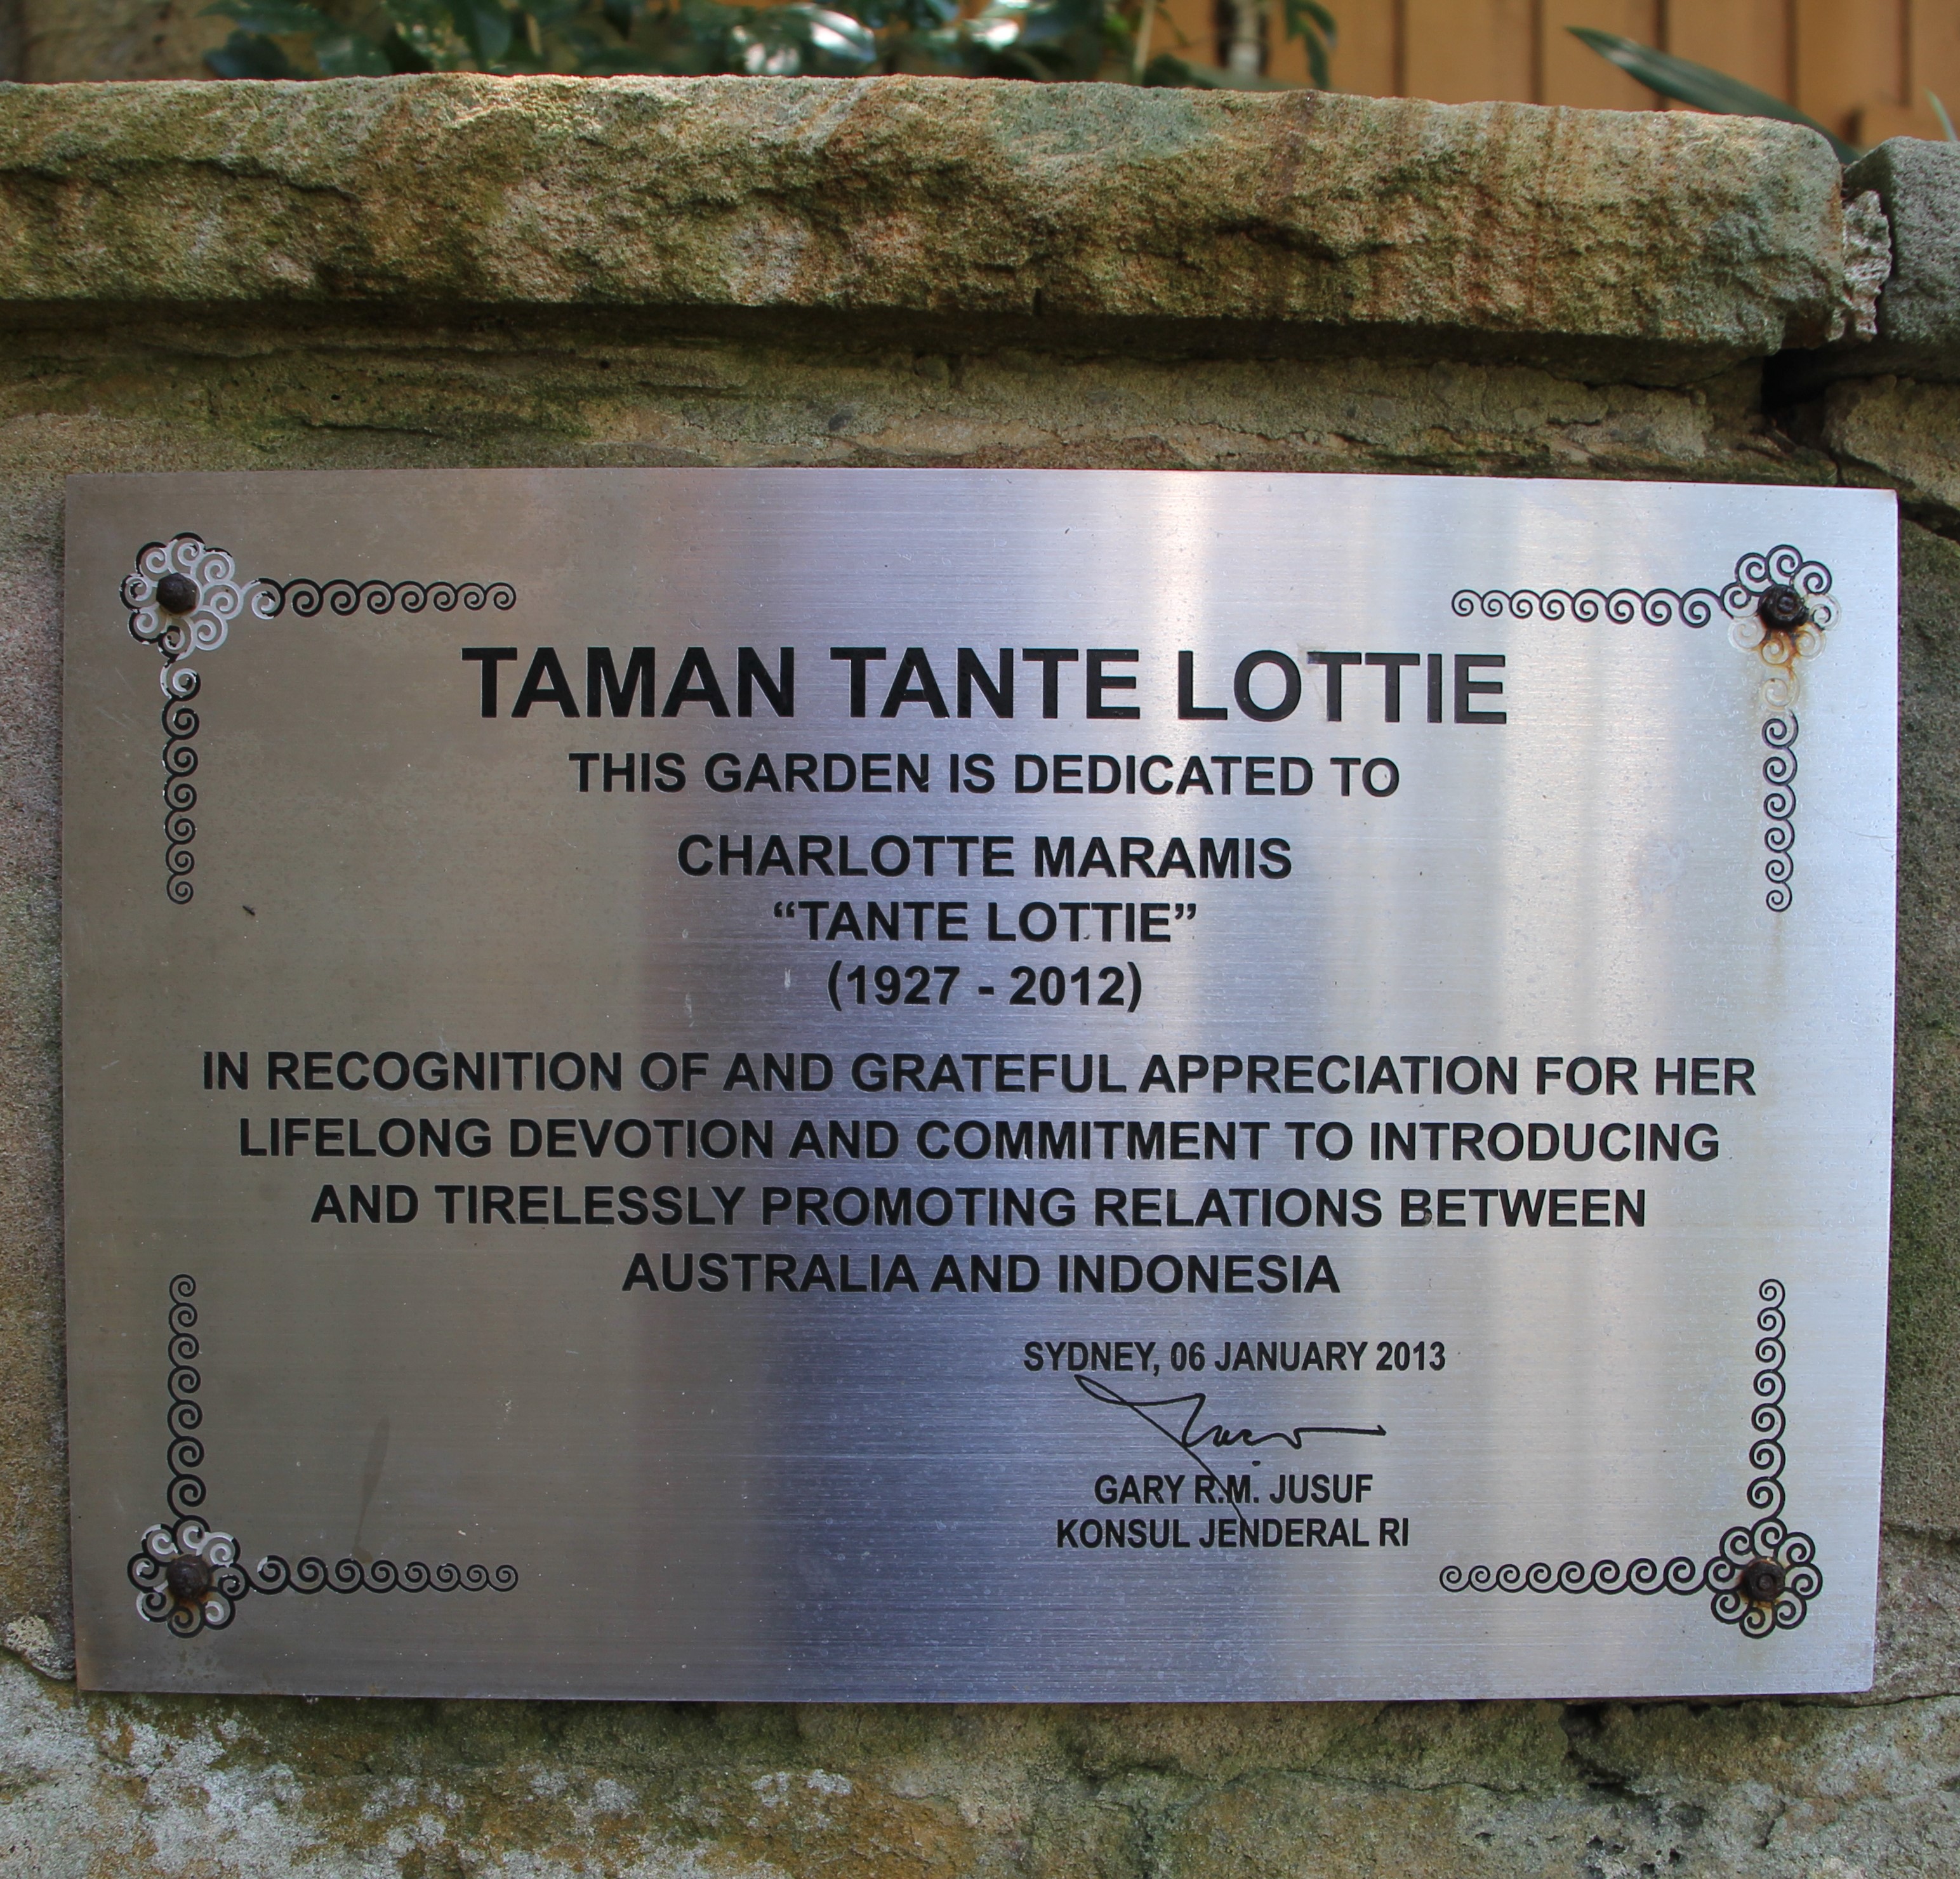 TAMAN TANTE LOTTIE
THIS GARDEN IS DEDICATED TO
CHARLOTTE MARAMIS
“TANTE LOTTIE”
(1927 - 2012)
IN RECOGNITION OF AND GRATEFUL APPRECIATION FOR HER
LIFELONG DEVOTION AND COMMITMENT TO INTRODUCING
AND TIRELESSLY PROMOTING RELATIONS BETWEEN
AUSTRALIA AND INDONESIA
SYDNEY, 06 JANUARY 2013
GARY R.M. JUSUF
KONSUL JENDERAL RI